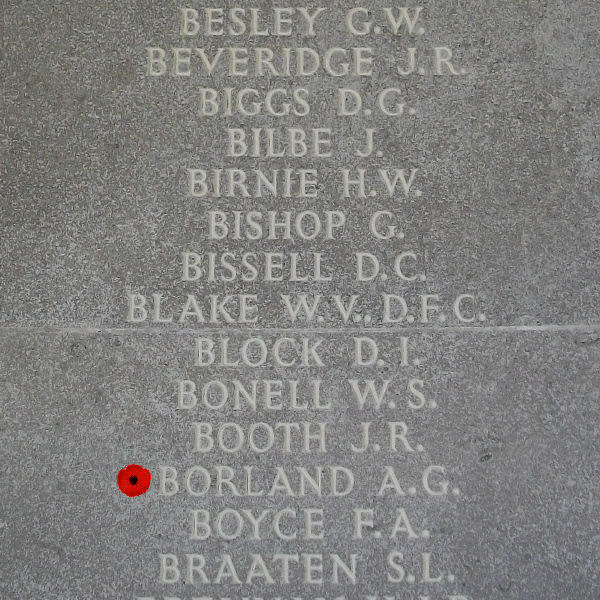 BESLEY G.W.
BEVERIDGE J.R.
BIGGS D.G.
BILBE J.
BIRNIE H.W.
BISHOP G.
BISSELL D.C.
BLAKE W.V., D.F.C.
BLOCK D.I.
BONELL W.S.
BOOTH J.R.
BORLAND A.G.
BOYCE F.A.
BRAATEN S.L.